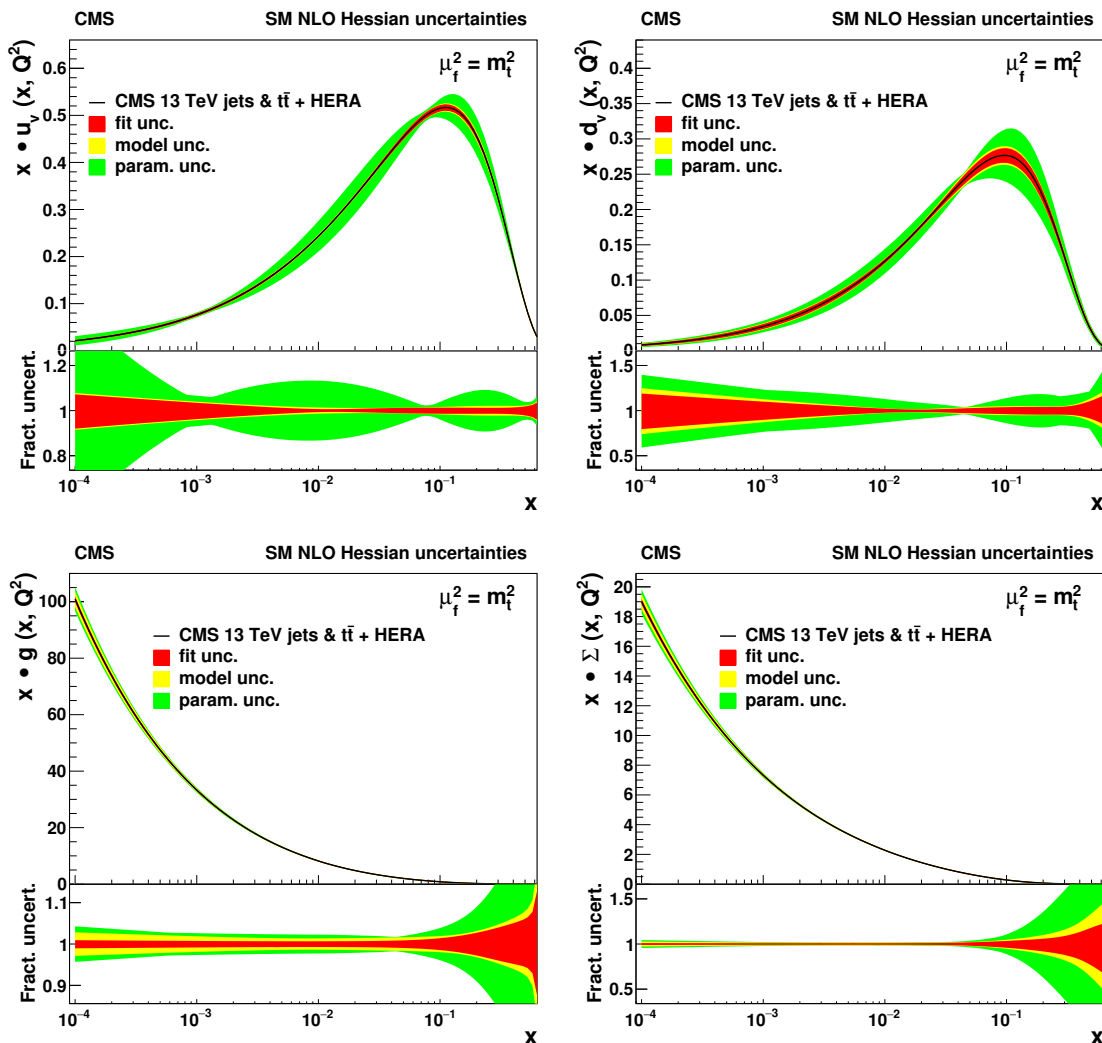 CMS SM NLO Hessian uncertainties
x • u_v (x, Q²)
0.6
0.5
0.4
0.3
0.2
0.1
0
μ_f² = m_t²
CMS 13 TeV jets & tt̄ + HERA
fit unc.
model unc.
param. unc.
Fract. uncert.
1.2
1
0.8
10⁻⁴ 10⁻³ 10⁻² 10⁻¹
x
CMS SM NLO Hessian uncertainties
x • d_v (x, Q²)
0.4
0.35
0.3
0.25
0.2
0.15
0.1
0.05
0
μ_f² = m_t²
CMS 13 TeV jets & tt̄ + HERA
fit unc.
model unc.
param. unc.
Fract. uncert.
1.5
1
0.5
10⁻⁴ 10⁻³ 10⁻² 10⁻¹
x
CMS SM NLO Hessian uncertainties
x • g (x, Q²)
100
80
60
40
20
0
μ_f² = m_t²
CMS 13 TeV jets & tt̄ + HERA
fit unc.
model unc.
param. unc.
Fract. uncert.
1.1
1
0.9
10⁻⁴ 10⁻³ 10⁻² 10⁻¹
x
CMS SM NLO Hessian uncertainties
x • Σ (x, Q²)
20
18
16
14
12
10
8
6
4
2
0
μ_f² = m_t²
CMS 13 TeV jets & tt̄ + HERA
fit unc.
model unc.
param. unc.
Fract. uncert.
1.5
1
0.5
10⁻⁴ 10⁻³ 10⁻² 10⁻¹
x